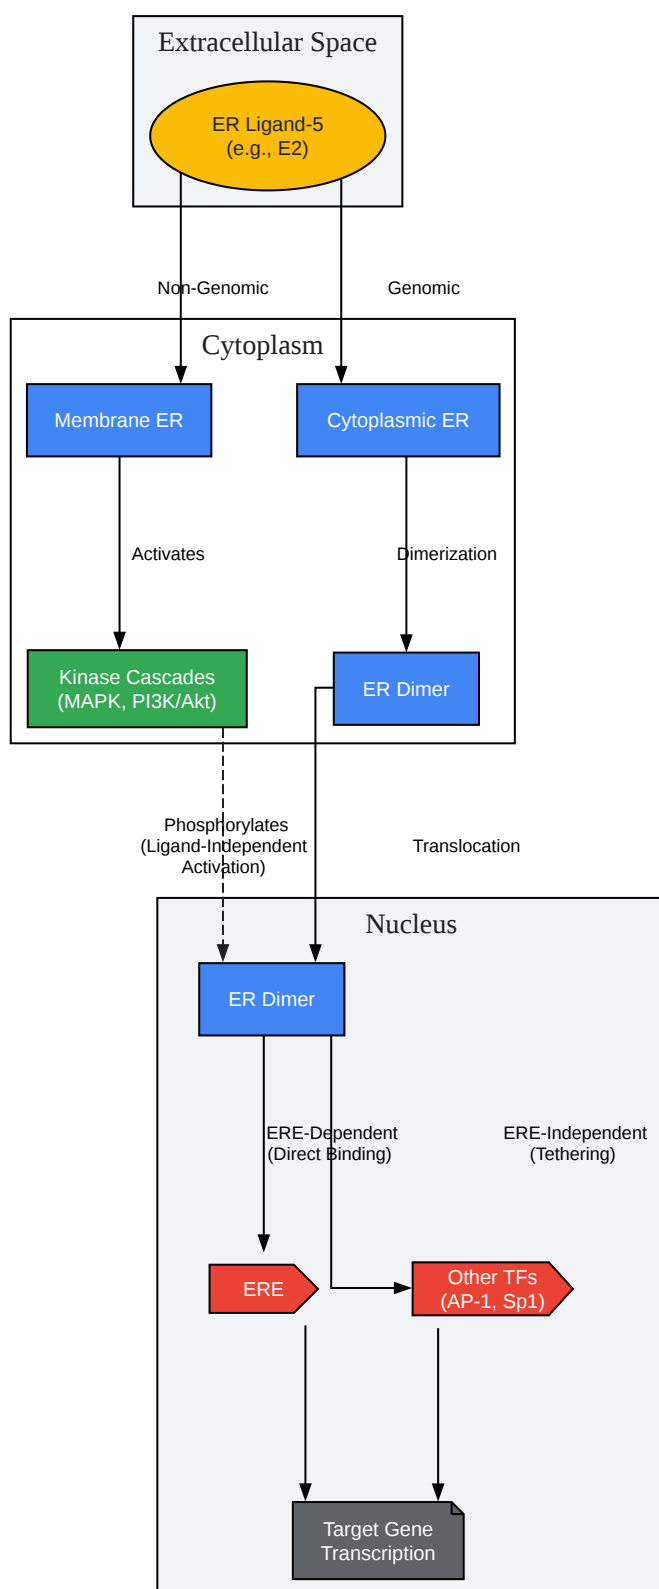 Extracellular Space
ER Ligand-5
(e.g., E2)
Non-Genomic
Genomic
Cytoplasm
Membrane ER
Cytoplasmic ER
Activates
Dimerization
Kinase Cascades
(MAPK, PI3K/Akt)
ER Dimer
Phosphorylates
(Ligand-Independent
Activation)
Translocation
Nucleus
ER Dimer
ERE-Dependent
(Direct Binding)
ERE-Independent
(Tethering)
ERE
Other TFs
(AP-1, Sp1)
Target Gene
Transcription